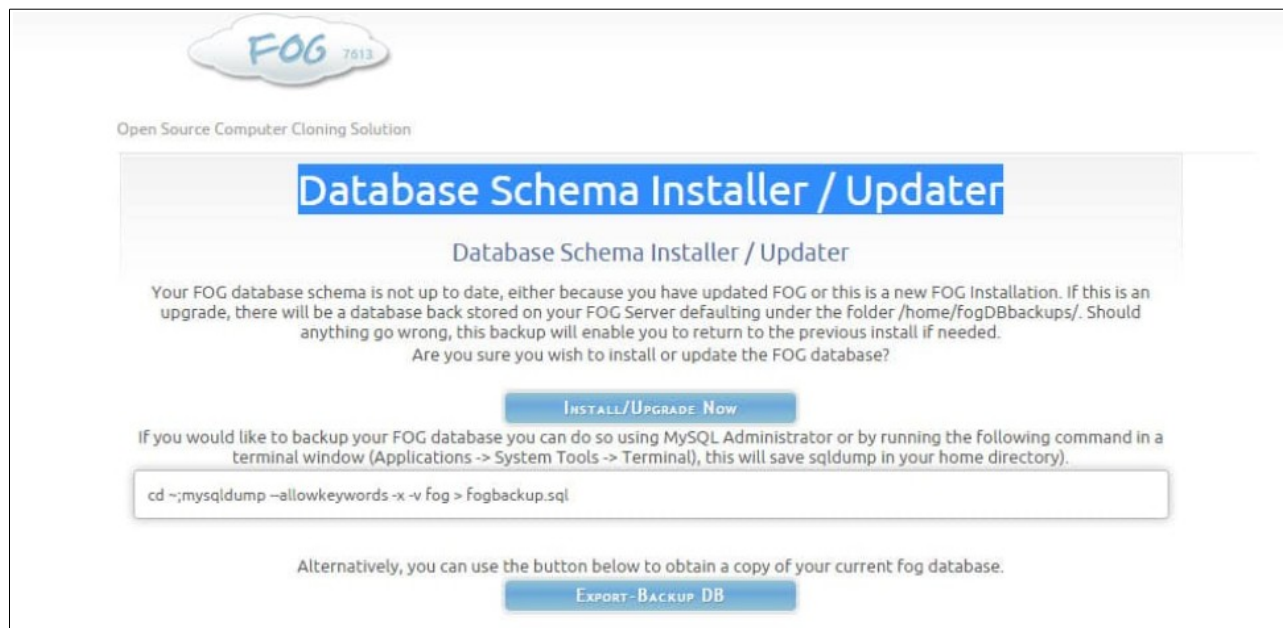 FOG 7613
Open Source Computer Cloning Solution
Database Schema Installer / Updater
Database Schema Installer / Updater
Your FOG database schema is not up to date, either because you have updated FOG or this is a new FOG Installation. If this is an
upgrade, there will be a database back stored on your FOG Server defaulting under the folder /home/fogDBbackups/. Should
anything go wrong, this backup will enable you to return to the previous install if needed.
Are you sure you wish to install or update the FOG database?
Install/Upgrade Now
If you would like to backup your FOG database you can do so using MySQL Administrator or by running the following command in a
terminal window (Applications -> System Tools -> Terminal), this will save sqldump in your home directory).
cd ~;mysqldump --allowkeywords -x -v fog > fogbackup.sql
Alternatively, you can use the button below to obtain a copy of your current fog database.
Export-Backup DB